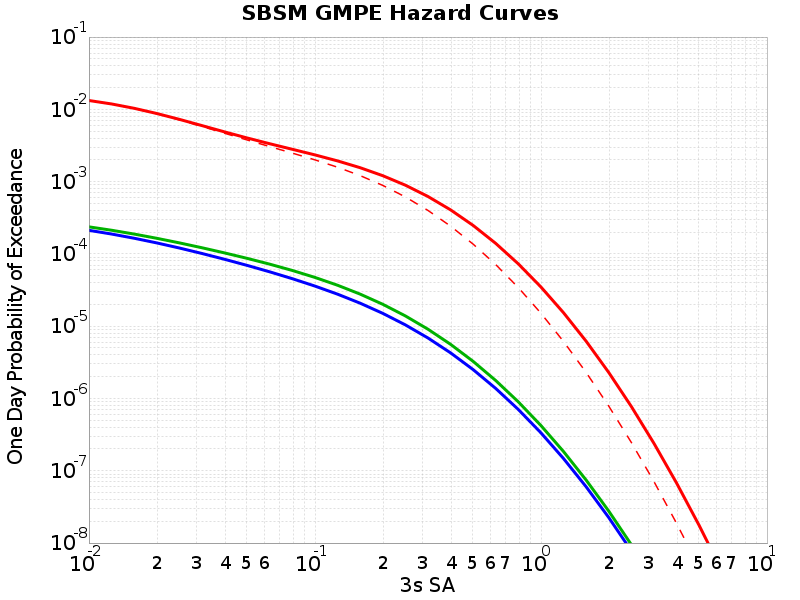 SBSM GMPE Hazard Curves
One Day Probability of Exceedance
10^-1
10^-2
10^-3
10^-4
10^-5
10^-6
10^-7
10^-8
10^-2 2 3 4 5 6 10^-1 2 3 4 5 6 7 10^0 2 3 4 5 6 7 10^1
3s SA